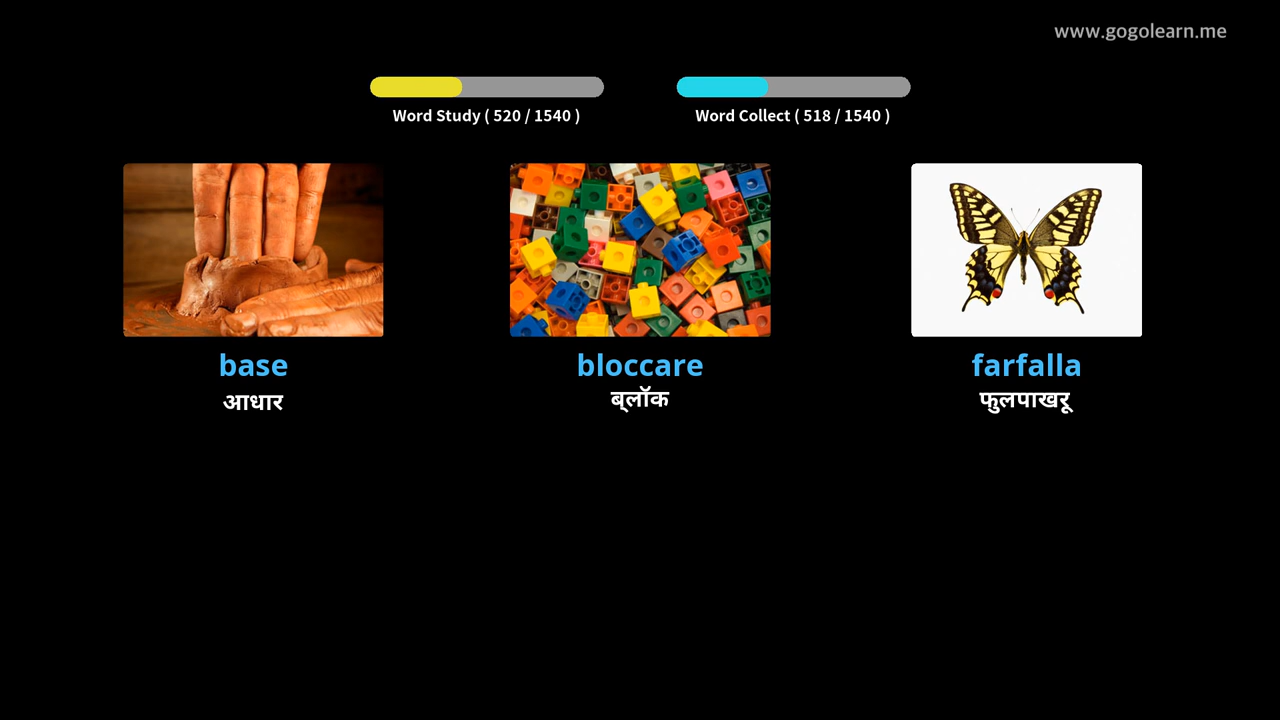 www.gogolearn.me
Word Study ( 520 / 1540 )
Word Collect ( 518 / 1540 )
base
आधार
bloccare
ब्लॉक
farfalla
फुलपाखरू